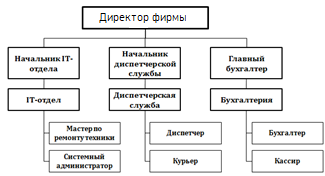 Директор фирмы
Начальник IT-
отдела
Начальник
диспетчерской
службы
Главный
бухгалтер
IT-отдел
Диспетчерская
служба
Бухгалтерия
Мастер по
ремонту техники
Диспетчер
Бухгалтер
Системный
администратор
Курьер
Кассир